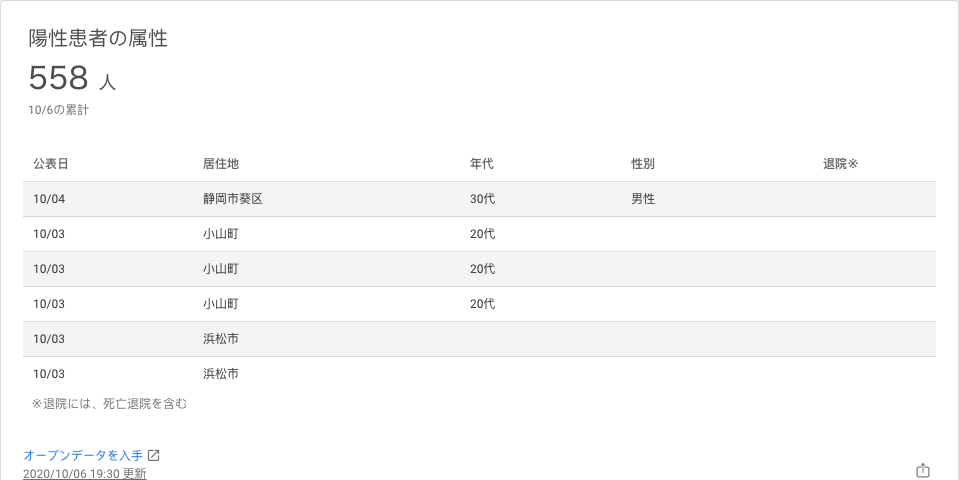 陽性患者の属性
558 人
10/6の累計
公表日 居住地 年代 性別 退院※
10/04 静岡市葵区 30代 男性
10/03 小山町 20代
10/03 小山町 20代
10/03 小山町 20代
10/03 浜松市
10/03 浜松市
※退院には、死亡退院を含む
オープンデータを入手
2020/10/06 19:30 更新